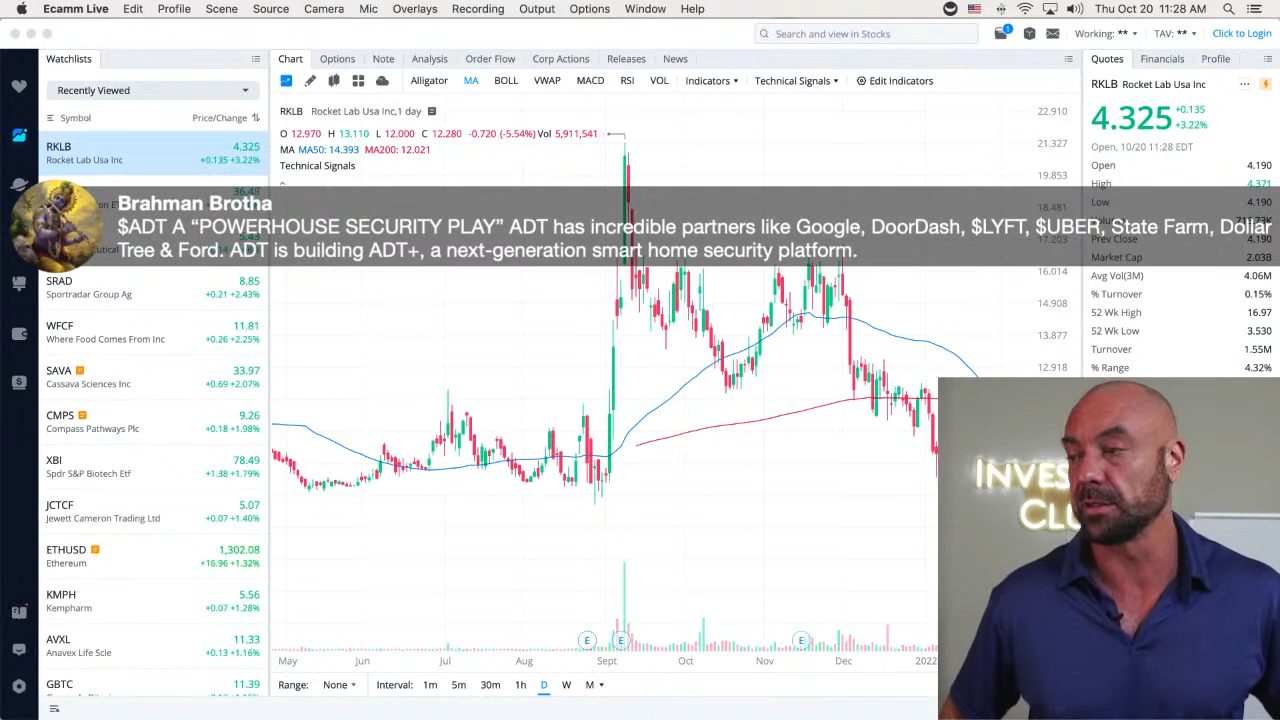 Ecamm Live Edit Profile Scene Source Camera Mic Overlays Recording Output Options Window Help Thu Oct 20 11:28 AM
Search and view in Stocks 1 Working: ** TAV: ** Click to Login
Watchlists
Recently Viewed
Symbol Price/Change
RKLB 4.325
Rocket Lab Usa Inc +0.135 +3.22%
36.48
SRAD 8.85
Sportradar Group Ag +0.21 +2.43%
WFCF 11.81
Where Food Comes From Inc +0.26 +2.25%
SAVA 33.97
Cassava Sciences Inc +0.69 +2.07%
CMPS 9.26
Compass Pathways Plc +0.18 +1.98%
XBI 78.49
Spdr S&P Biotech Etf +1.38 +1.79%
JCTCF 5.07
Jewett Cameron Trading Ltd +0.07 +1.40%
ETHUSD 1,302.08
Ethereum +16.96 +1.32%
KMPH 5.56
Kempharm +0.07 +1.28%
AVXL 11.33
Anavex Life Scie +0.13 +1.16%
GBTC 11.39
Chart Options Note Analysis Order Flow Corp Actions Releases News
Alligator MA BOLL VWAP MACD RSI VOL Indicators Technical Signals Edit Indicators
RKLB Rocket Lab Usa Inc,1 day
O 12.970 H 13.110 L 12.000 C 12.280 -0.720 (-5.54%) Vol 5,911,541
MA MA50: 14.393 MA200: 12.021
Technical Signals
22.910
21.327
19.853
18.481
17.203
16.014
14.908
13.877
12.918
Brahman Brotha
$ADT A “POWERHOUSE SECURITY PLAY” ADT has incredible partners like Google, DoorDash, $LYFT, $UBER, State Farm, Dollar
Tree & Ford. ADT is building ADT+, a next-generation smart home security platform.
E E E
May Jun Jul Aug Sept Oct Nov Dec 2022
Range: None Interval: 1m 5m 30m 1h D W M
Quotes Financials Profile
RKLB Rocket Lab Usa Inc
4.325 +0.135
+3.22%
Open, 10/20 11:28 EDT
Open 4.190
High 4.371
Low 4.190
Prev Close 4.190
Market Cap 2.03B
Avg Vol(3M) 4.06M
% Turnover 0.15%
52 Wk High 16.97
52 Wk Low 3.530
Turnover 1.55M
% Range 4.32%
INVES
CLU